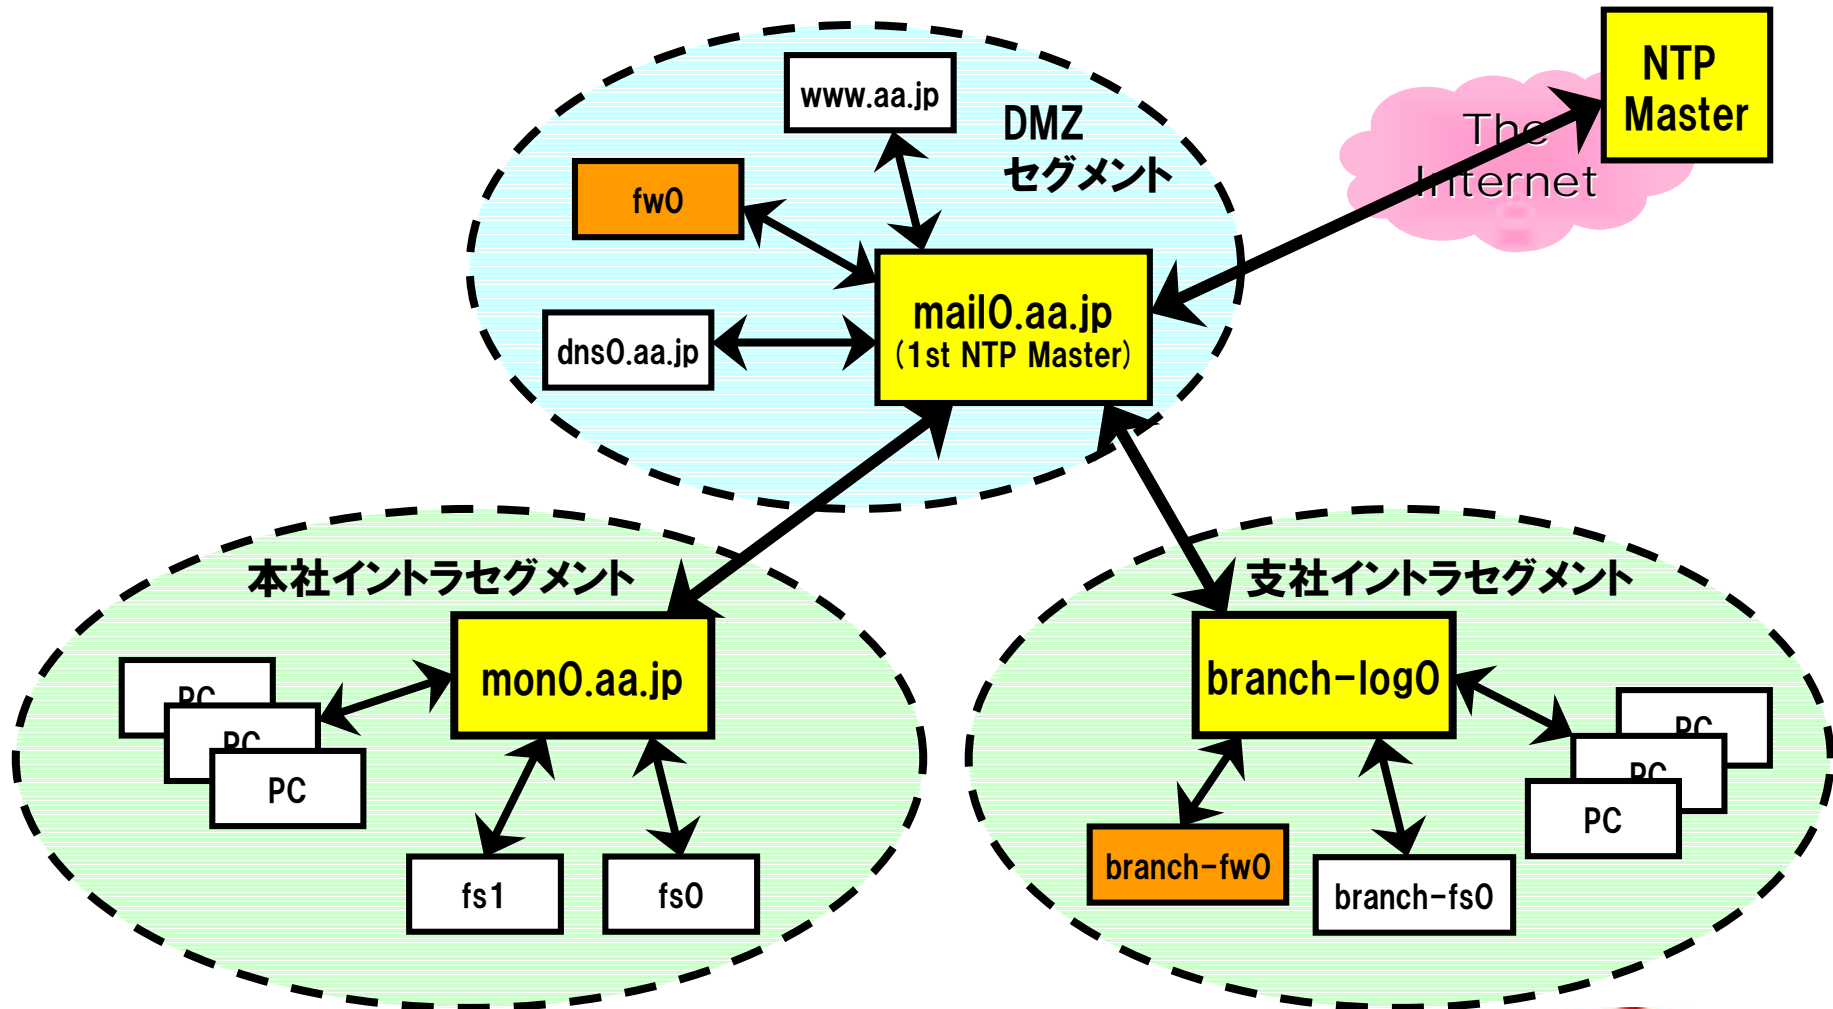 NTP
Master
www.aa.jp
DMZ
セグメント
The
Internet
fw0
mail0.aa.jp
(1st NTP Master)
dns0.aa.jp
本社イントラセグメント
支社イントラセグメント
mon0.aa.jp
branch-log0
PC
PC
PC
PC
PC
PC
fs1
fs0
branch-fw0
branch-fs0